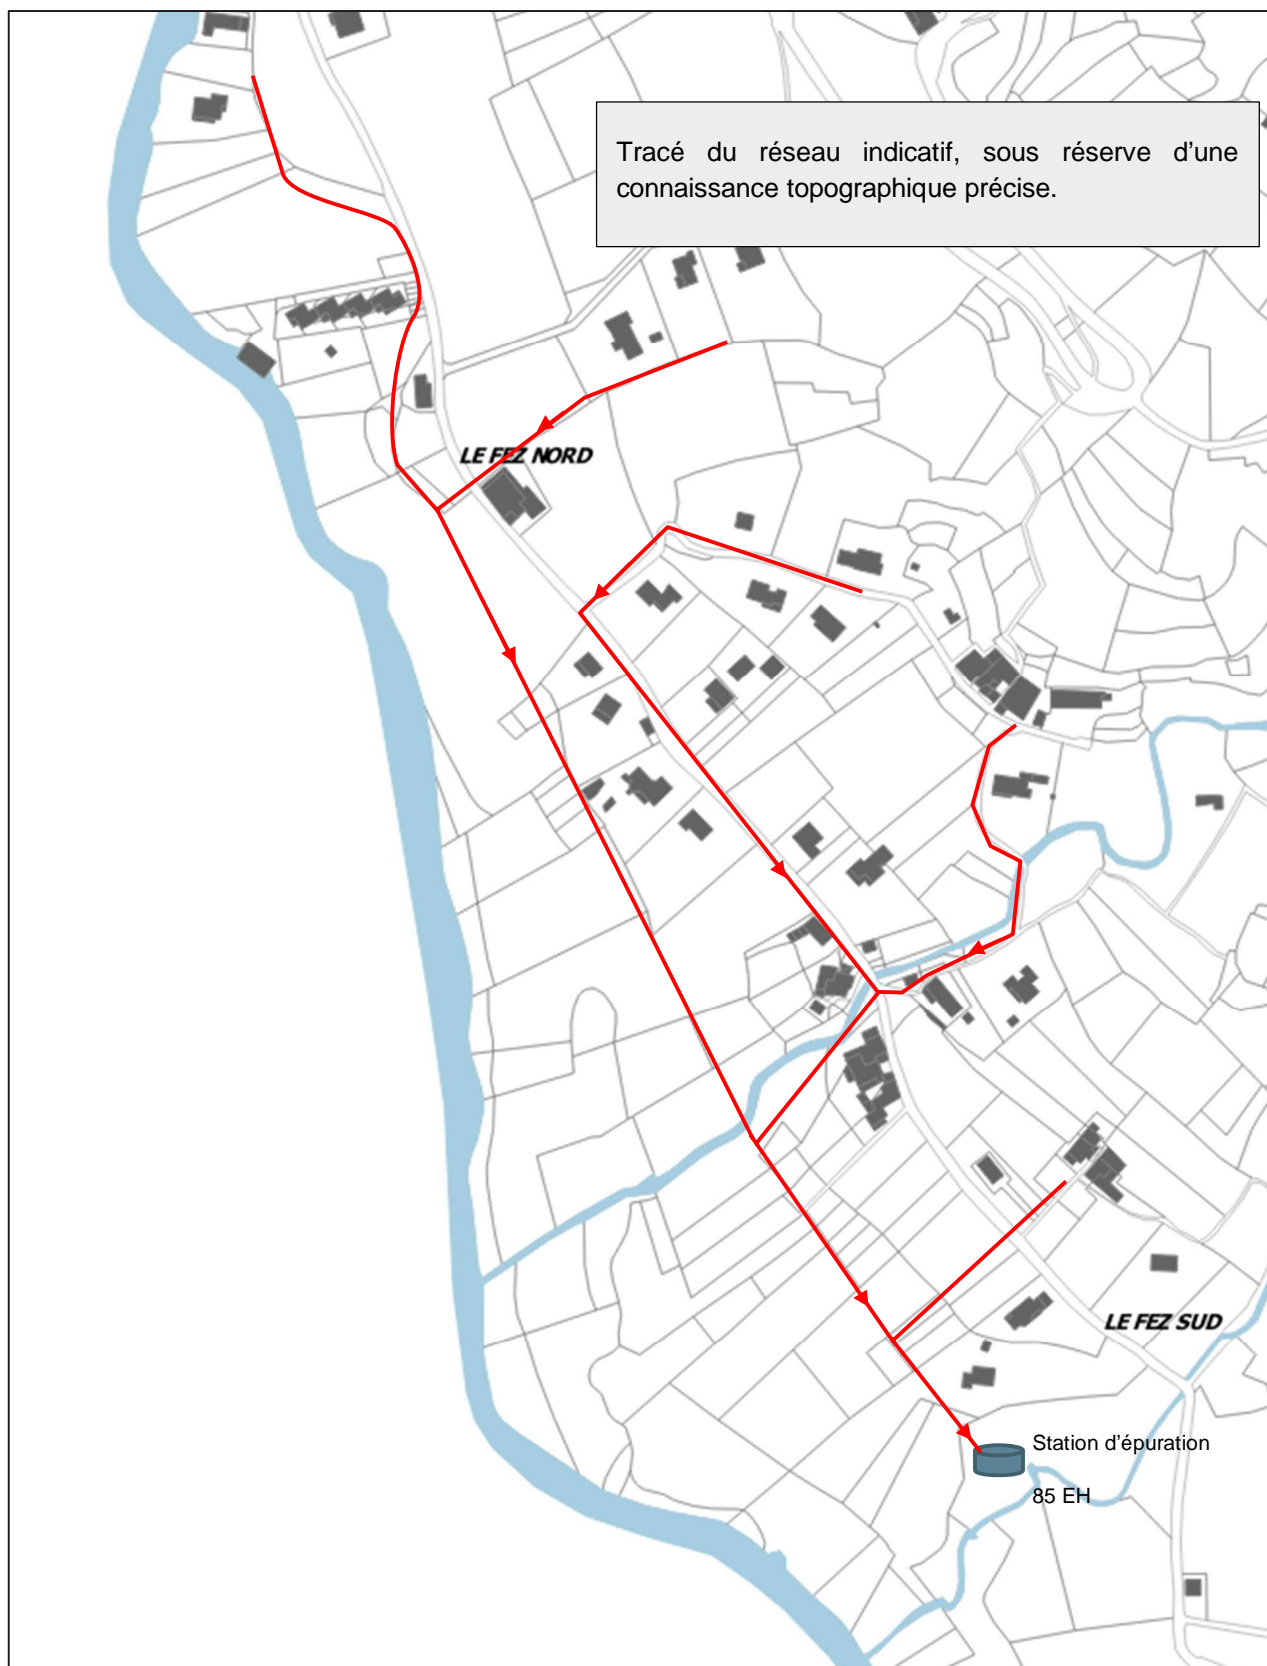 Tracé du réseau indicatif, sous réserve d'une
connaissance topographique précise.
LE FEZ NORD
LE FEZ SUD
Station d'épuration
85 EH